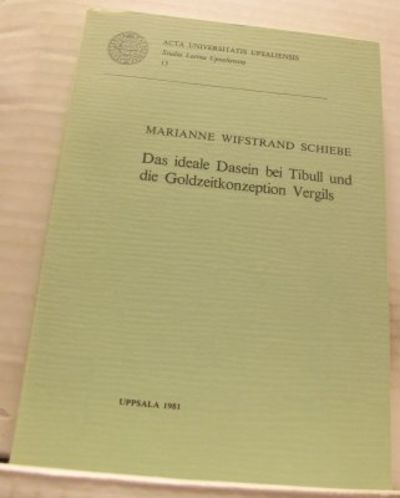 ACTA UNIVERSITATIS UPSALIENSIS
Studia Latina Upsaliensia
13
MARIANNE WIFSTRAND SCHIEBE
Das ideale Dasein bei Tibull und
die Goldzeitkonzeption Vergils
UPPSALA 1981